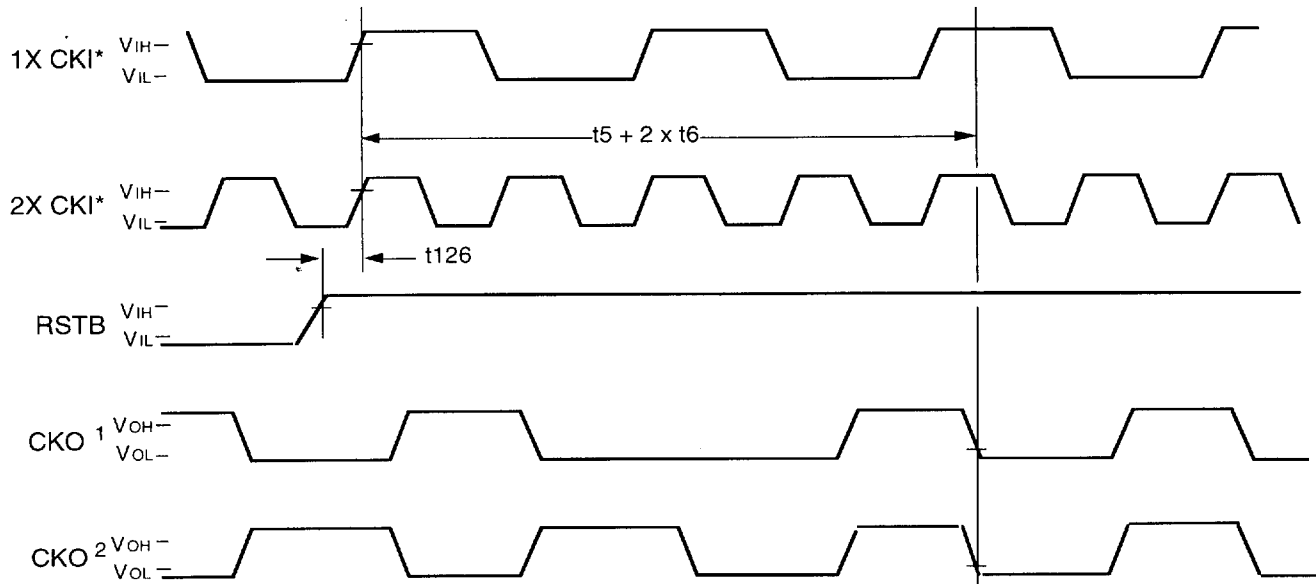 1X CKI* VIH–
VIL–
t5 + 2 x t6
2X CKI* VIH–
VIL–
t126
RSTB VIH–
VIL–
CKO 1 VOH–
VOL–
CKO 2 VOH–
VOL–